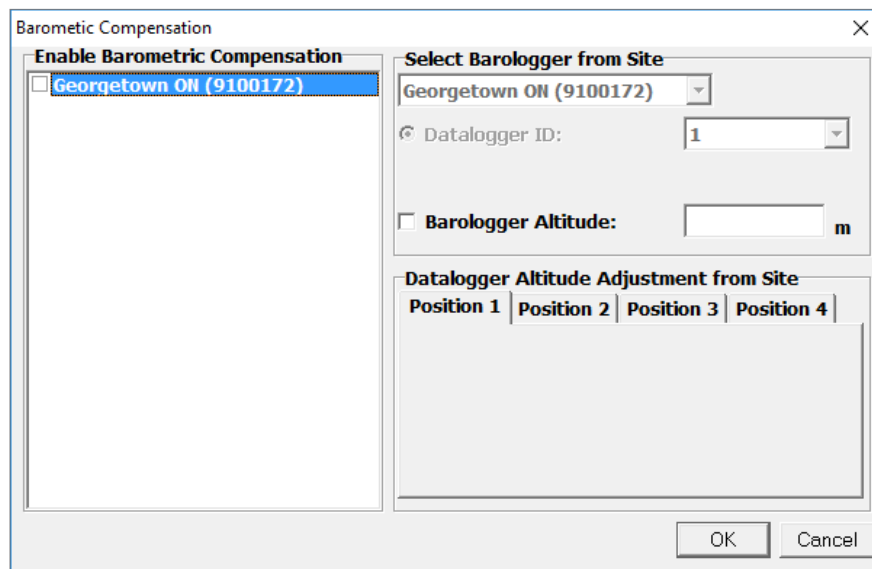 Barometic Compensation
Enable Barometric Compensation
Georgetown ON (9100172)
Select Barologger from Site
Georgetown ON (9100172)
Datalogger ID:
1
Barologger Altitude:
m
Datalogger Altitude Adjustment from Site
Position 1 Position 2 Position 3 Position 4
OK Cancel